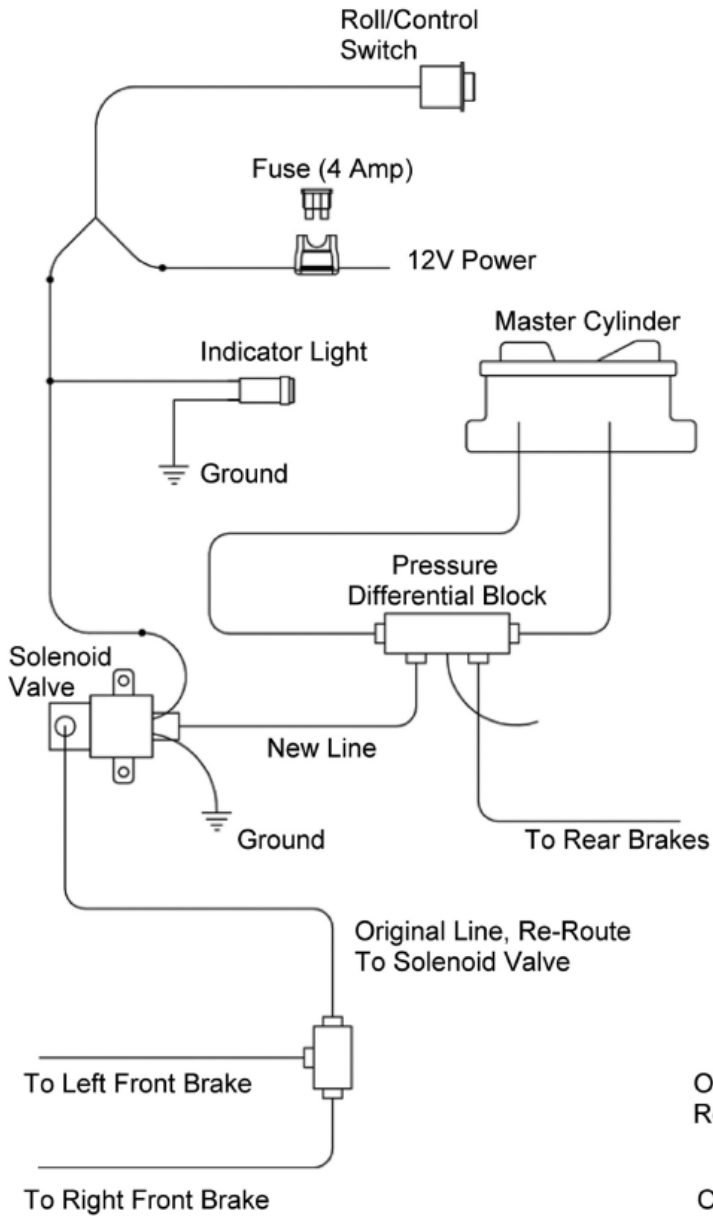 Roll/Control
Switch
Fuse (4 Amp)
12V Power
Master Cylinder
Indicator Light
Ground
Pressure
Differential Block
Solenoid
Valve
New Line
Ground
To Rear Brakes
Original Line, Re-Route
To Solenoid Valve
To Left Front Brake
To Right Front Brake